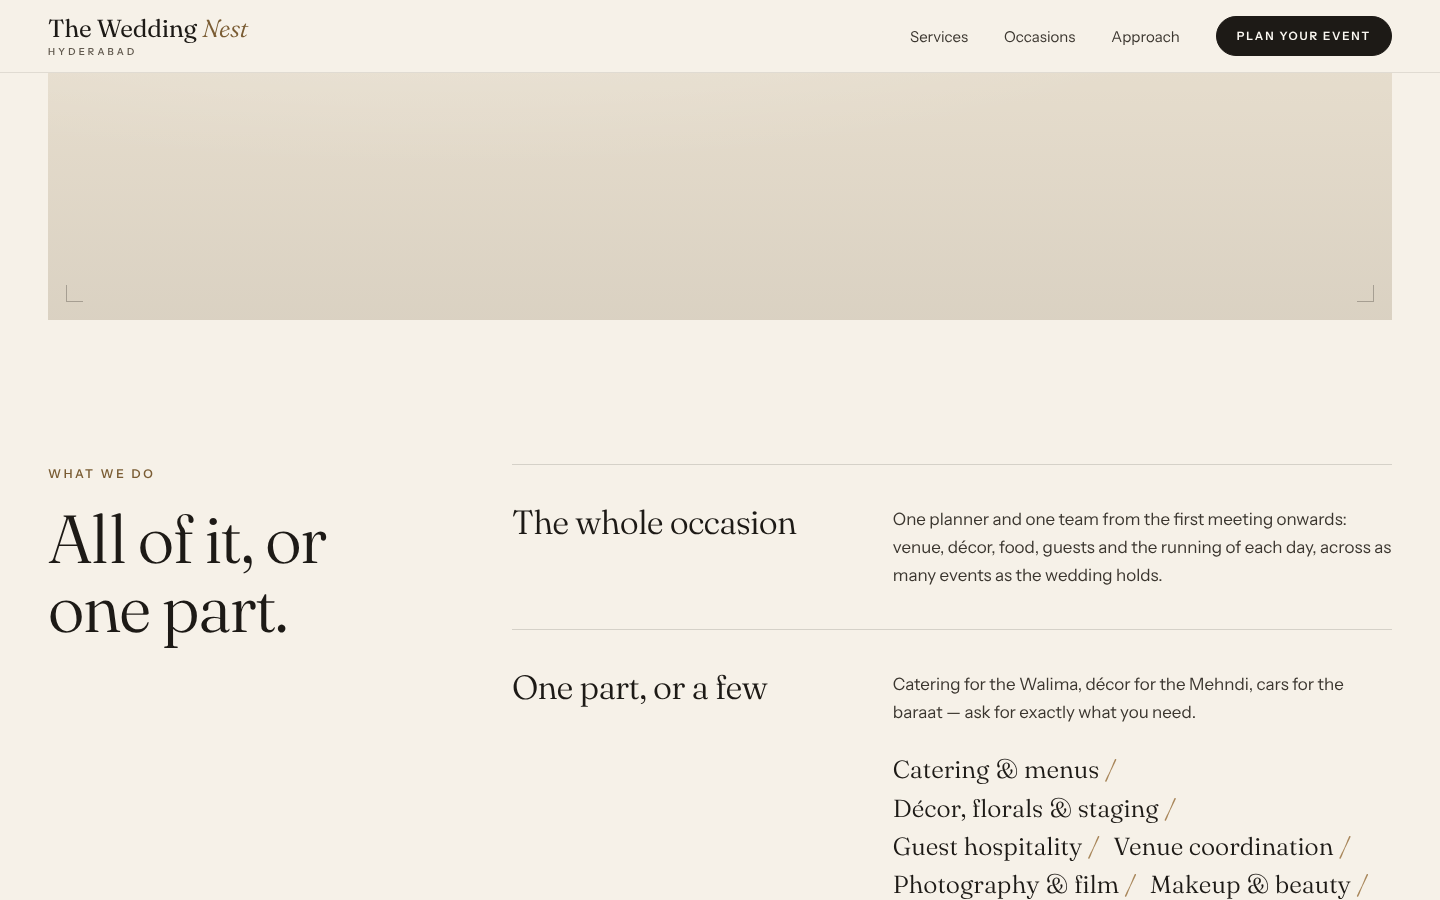 The Wedding Nest
HYDERABAD
Services
Occasions
Approach
PLAN YOUR EVENT
WHAT WE DO
All of it, or
one part.
The whole occasion
One planner and one team from the first meeting onwards:
venue, décor, food, guests and the running of each day, across as
many events as the wedding holds.
One part, or a few
Catering for the Walima, décor for the Mehndi, cars for the
baraat — ask for exactly what you need.
Catering & menus /
Décor, florals & staging /
Guest hospitality / Venue coordination /
Photography & film / Makeup & beauty /